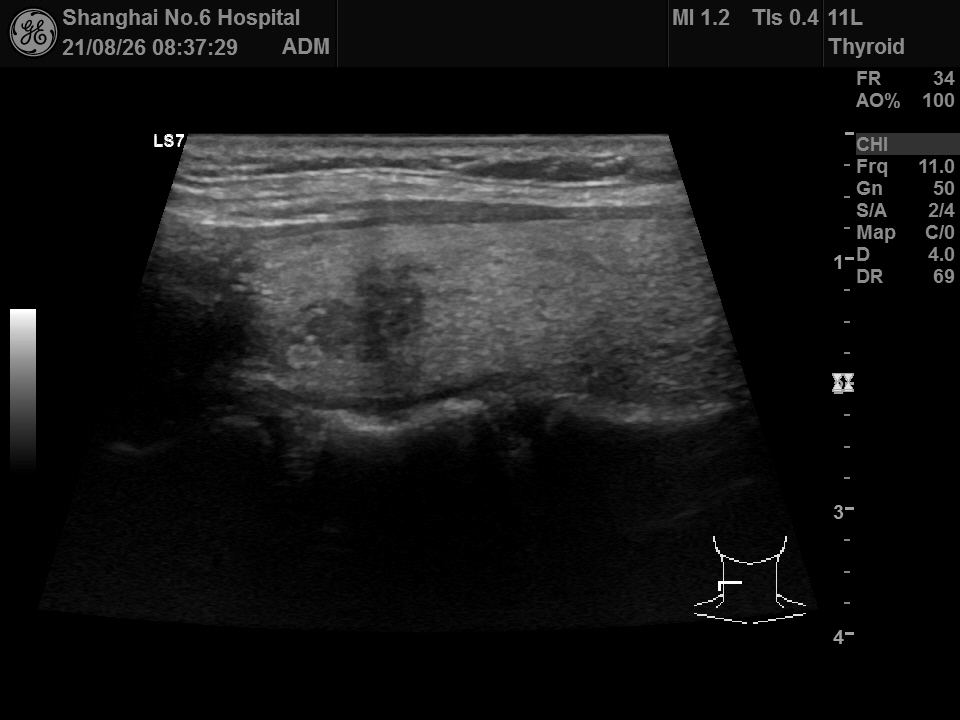 Shanghai No.6 Hospital
21/08/26 08:37:29 ADM
MI 1.2 TIs 0.4
11L
Thyroid
FR 34
AO% 100
CHI
Frq 11.0
Gn 50
S/A 2/4
Map C/0
D 4.0
DR 69
LS7
1
3
4
GE